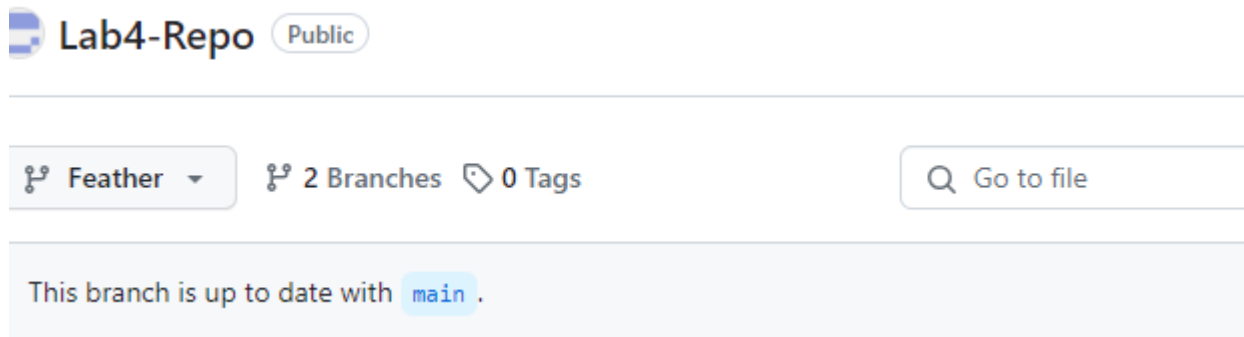 Lab4-Repo Public
Feather 2 Branches 0 Tags Go to file
This branch is up to date with main .